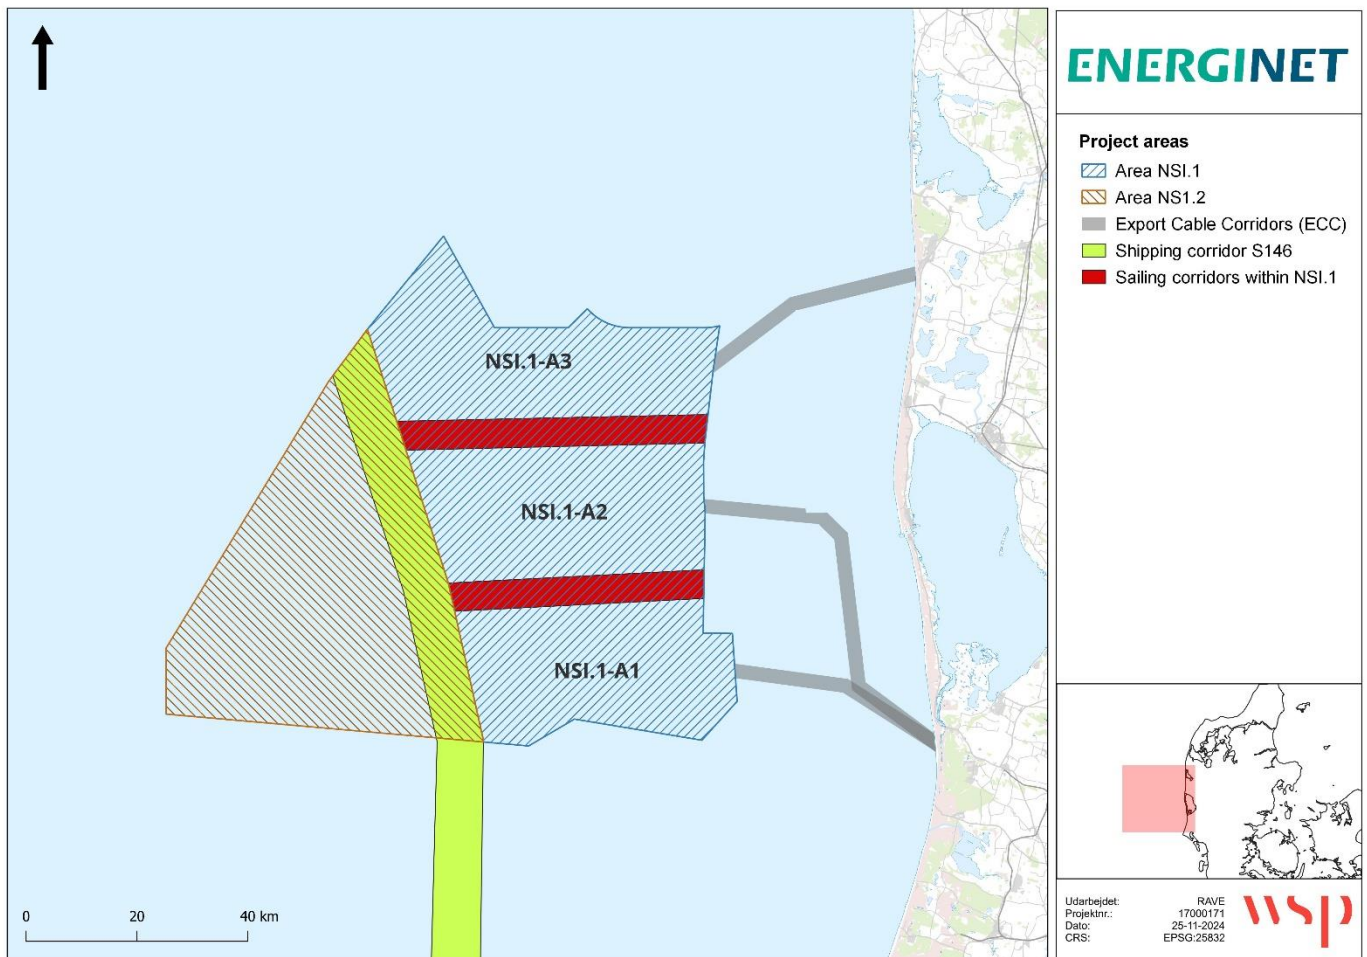 ENERGINET
Project areas
Area NSI.1
Area NS1.2
Export Cable Corridors (ECC)
Shipping corridor S146
Sailing corridors within NSI.1
NSI.1-A3
NSI.1-A2
NSI.1-A1
0 20 40 km
Udarbejdet: RAVE
Projektnr.: 17000171
Dato: 25-11-2024
CRS: EPSG:25832
wsp